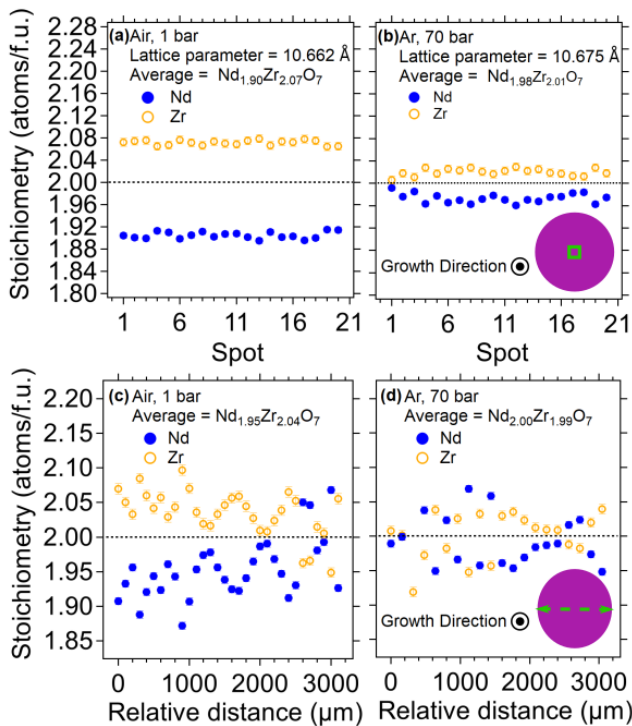 Stoichiometry (atoms/f.u.)
2.28
2.24
2.20
2.16
2.12
2.08
2.04
2.00
1.96
1.92
1.88
1.84
1.80
(a) Air, 1 bar
Lattice parameter = 10.662 Å
Average = Nd1.90Zr2.07O7
Nd
Zr
1 6 11 16 21
Spot
(b) Ar, 70 bar
Lattice parameter = 10.675 Å
Average = Nd1.98Zr2.01O7
Nd
Zr
Growth Direction
1 6 11 16 21
Spot
Stoichiometry (atoms/f.u.)
2.20
2.15
2.10
2.05
2.00
1.95
1.90
1.85
(c) Air, 1 bar
Average = Nd1.95Zr2.04O7
Nd
Zr
0 1000 2000 3000
Relative distance (µm)
(d) Ar, 70 bar
Average = Nd2.00Zr1.99O7
Nd
Zr
Growth Direction
0 1000 2000 3000
Relative distance (µm)